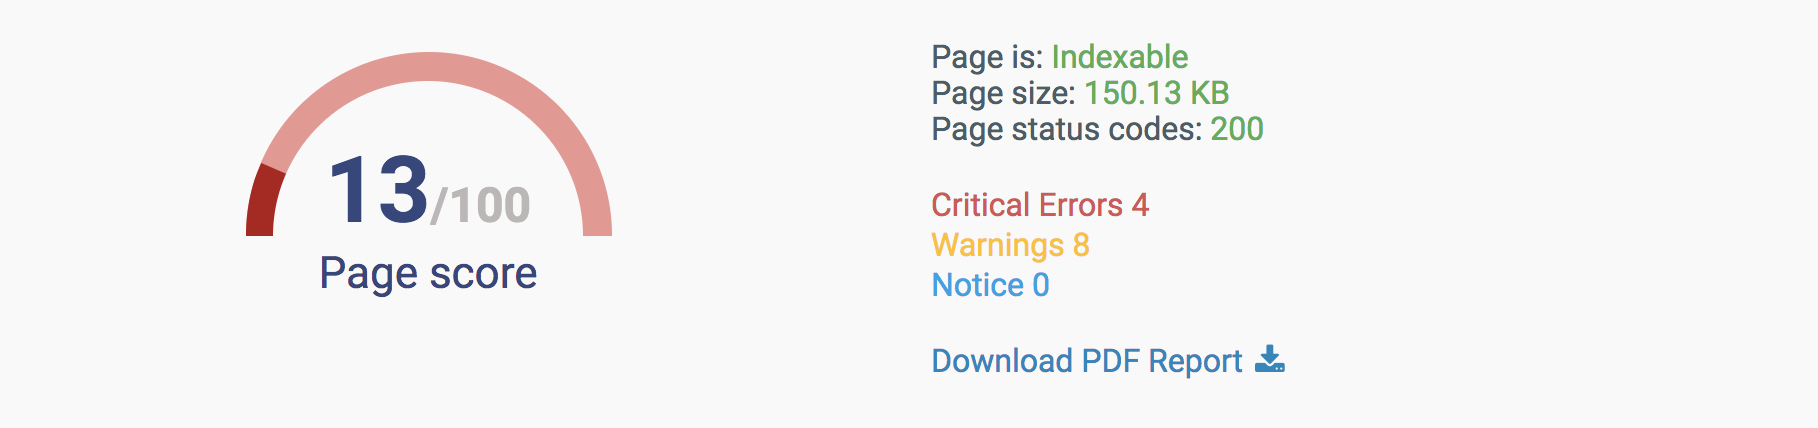 13/100
Page score
Page is: Indexable
Page size: 150.13 KB
Page status codes: 200
Critical Errors 4
Warnings 8
Notice 0
Download PDF Report